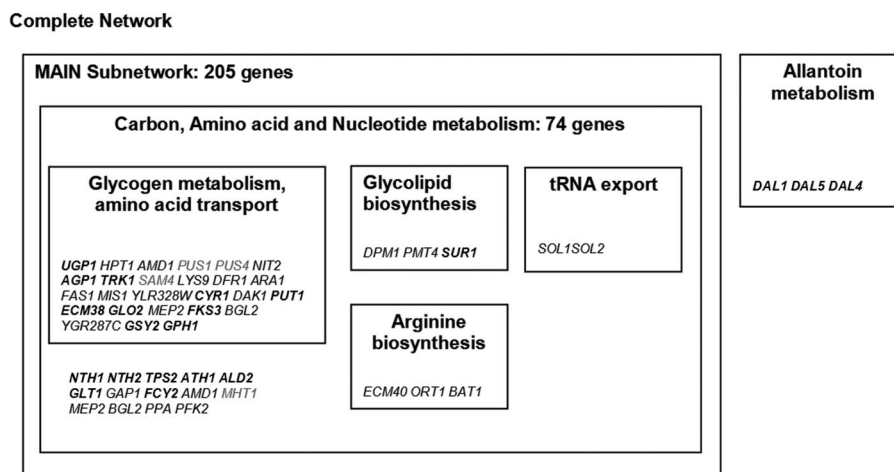 Complete Network
MAIN Subnetwork: 205 genes
Carbon, Amino acid and Nucleotide metabolism: 74 genes
Glycogen metabolism,
amino acid transport
UGP1 HPT1 AMD1 PUS1 PUS4 NIT2
AGP1 TRK1 SAM4 LYS9 DFR1 ARA1
FAS1 MIS1 YLR328W CYR1 DAK1 PUT1
ECM38 GLO2 MEP2 FKS3 BGL2
YGR287C GSY2 GPH1
NTH1 NTH2 TPS2 ATH1 ALD2
GLT1 GAP1 FCY2 AMD1 MHT1
MEP2 BGL2 PPA PFK2
Glycolipid
biosynthesis
DPM1 PMT4 SUR1
tRNA export
SOL1SOL2
Arginine
biosynthesis
ECM40 ORT1 BAT1
Allantoin
metabolism
DAL1 DAL5 DAL4